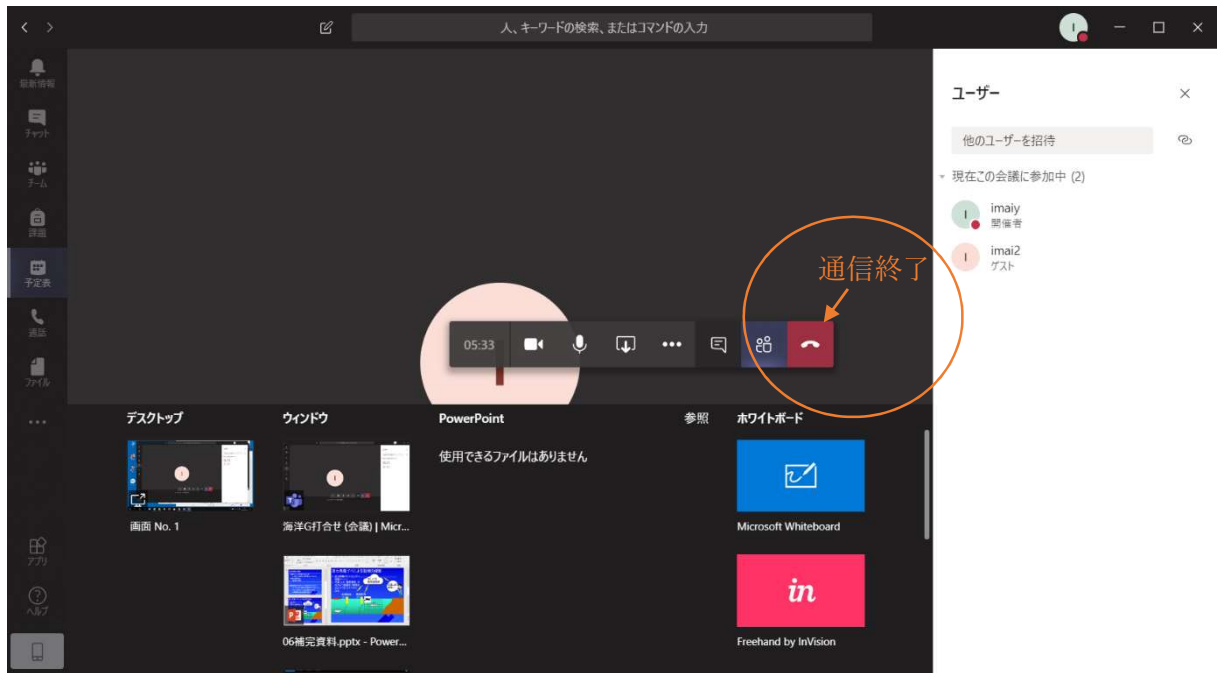 人、キーワードの検索、またはコマンドの入力
I
最新情報
チャット
チーム
課題
予定表
通話
ファイル
アプリ
ヘルプ
通信終了
05:33
デスクトップ
画面 No. 1
ウィンドウ
海洋G打合せ (会議) | Micr...
06補完資料.pptx - Power...
PowerPoint
参照
使用できるファイルはありません
ホワイトボード
Microsoft Whiteboard
in
Freehand by InVision
ユーザー
他のユーザーを招待
現在この会議に参加中 (2)
I
imaiy
開催者
I
imai2
ゲスト